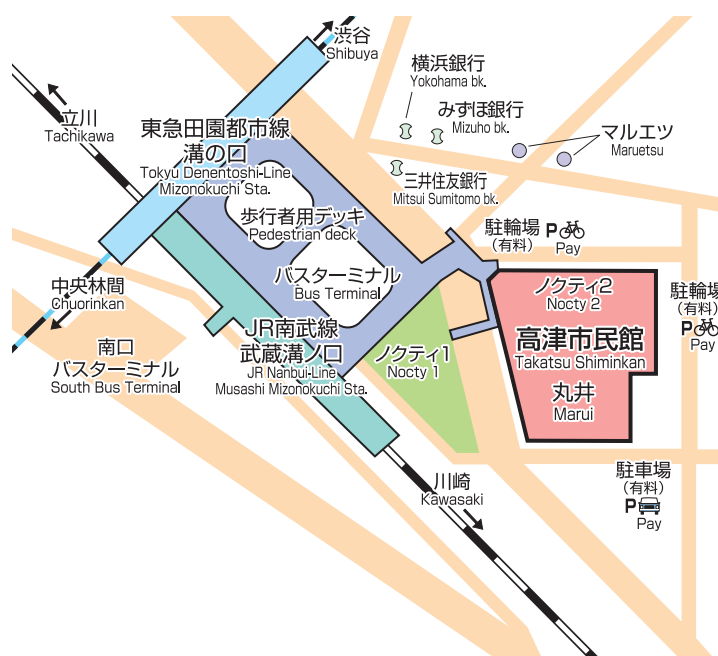 渋谷
Shibuya
横浜銀行
Yokohama bk.
みずほ銀行
Mizuho bk.
立川
Tachikawa
東急田園都市線
溝の口
Tokyu Denentoshi-Line
Mizonokuchi Sta.
マルエツ
Maruetsu
三井住友銀行
Mitsui Sumitomo bk.
歩行者用デッキ
Pedestrian deck
駐輪場
(有料)
P
Pay
バスターミナル
Bus Terminal
中央林間
Chuorinkan
ノクティ2
Nocty 2
駐輪場
(有料)
P
Pay
高津市民館
Takatsu Shiminkan
丸井
Marui
JR南武線
武蔵溝ノ口
JR Nanbui-Line
Musashi Mizonokuchi Sta.
ノクティ1
Nocty 1
南口
バスターミナル
South Bus Terminal
川崎
Kawasaki
駐車場
(有料)
P
Pay